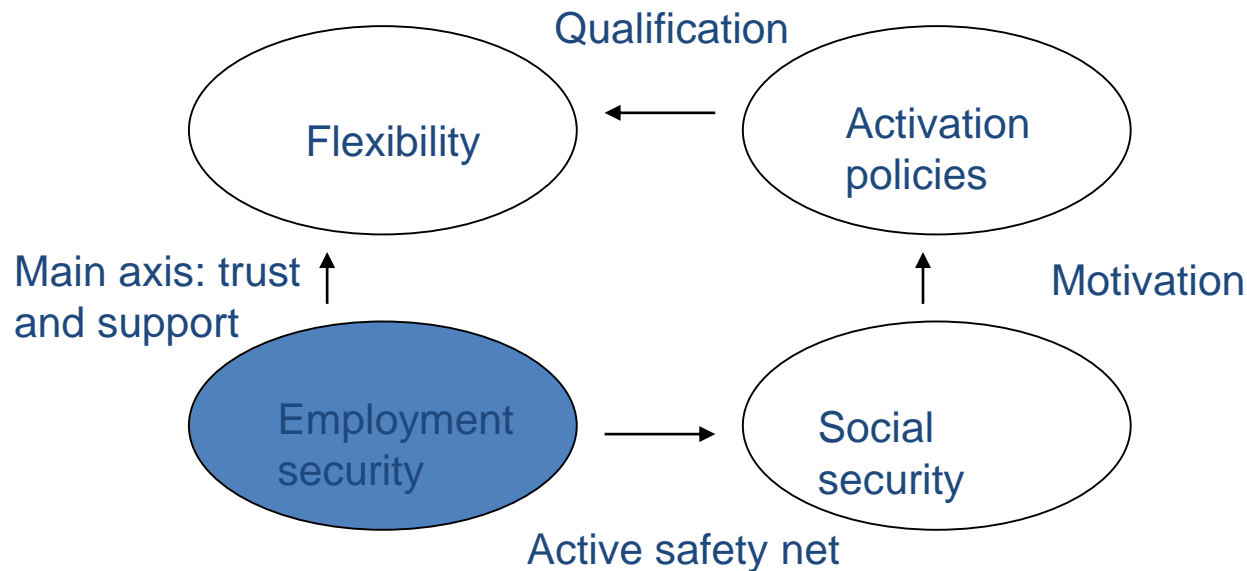 Qualification
Flexibility
Activation
policies
Main axis: trust
and support
Motivation
Employment
security
Social
security
Active safety net